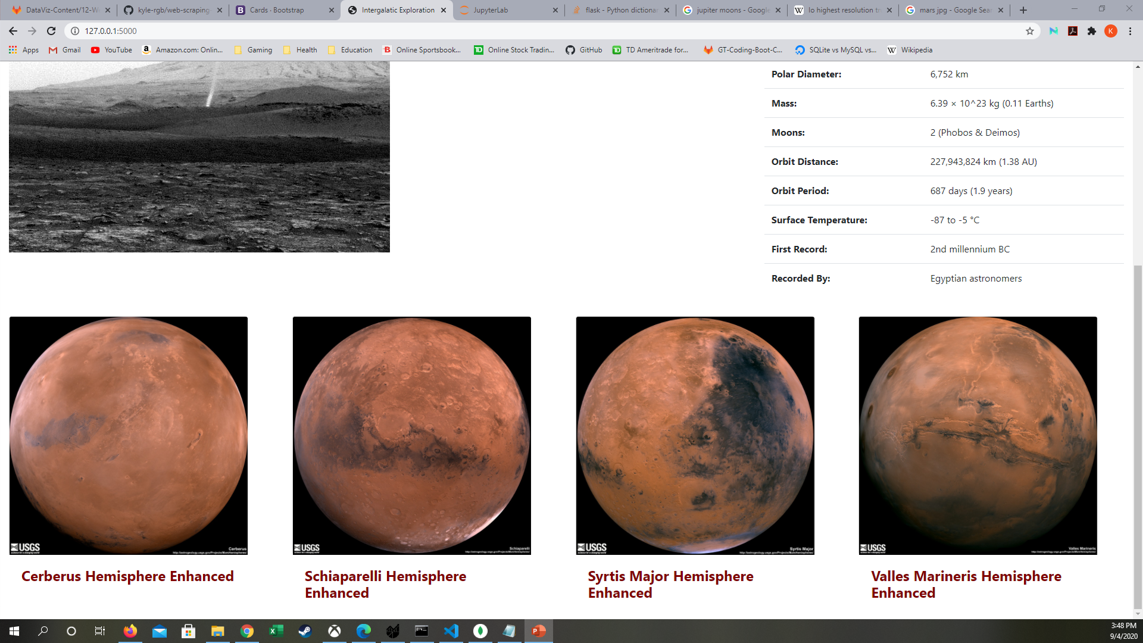 DataViz-Content/12-W
kyle-rgb/web-scraping
Cards · Bootstrap
Intergalatic Exploration
JupyterLab
flask - Python dictiona
jupiter moons - Google
Io highest resolution tr
mars jpg - Google Sea
127.0.0.1:5000
Apps
Gmail
YouTube
Amazon.com: Onlin...
Gaming
Health
Education
Online Sportsbook...
Online Stock Tradin...
GitHub
TD Ameritrade for...
GT-Coding-Boot-C...
SQLite vs MySQL vs...
Wikipedia
Polar Diameter: 6,752 km
Mass: 6.39 × 10^23 kg (0.11 Earths)
Moons: 2 (Phobos & Deimos)
Orbit Distance: 227,943,824 km (1.38 AU)
Orbit Period: 687 days (1.9 years)
Surface Temperature: -87 to -5 °C
First Record: 2nd millennium BC
Recorded By: Egyptian astronomers
USGS
Cerberus
USGS
Schiaparelli
USGS
Syrtis Major
USGS
Valles Marineris
Cerberus Hemisphere Enhanced
Schiaparelli Hemisphere
Enhanced
Syrtis Major Hemisphere
Enhanced
Valles Marineris Hemisphere
Enhanced
3:48 PM
9/4/2020